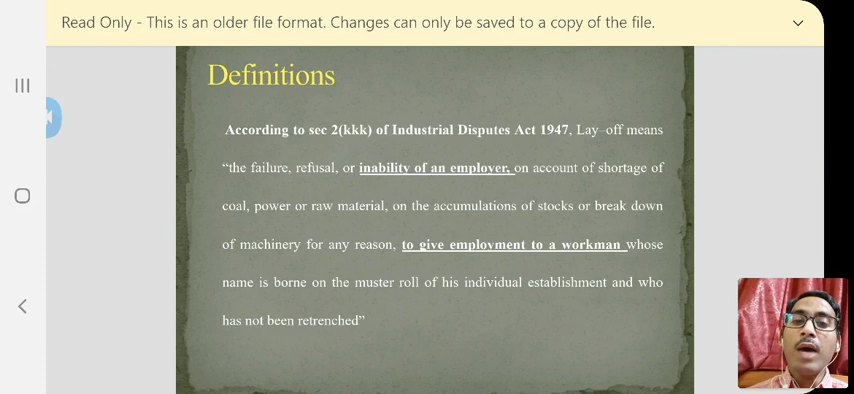 Read Only - This is an older file format. Changes can only be saved to a copy of the file.
Definitions
According to sec 2(kkk) of Industrial Disputes Act 1947, Lay–off means
“the failure, refusal, or inability of an employer, on account of shortage of
coal, power or raw material, on the accumulations of stocks or break down
of machinery for any reason, to give employment to a workman whose
name is borne on the muster roll of his individual establishment and who
has not been retrenched”